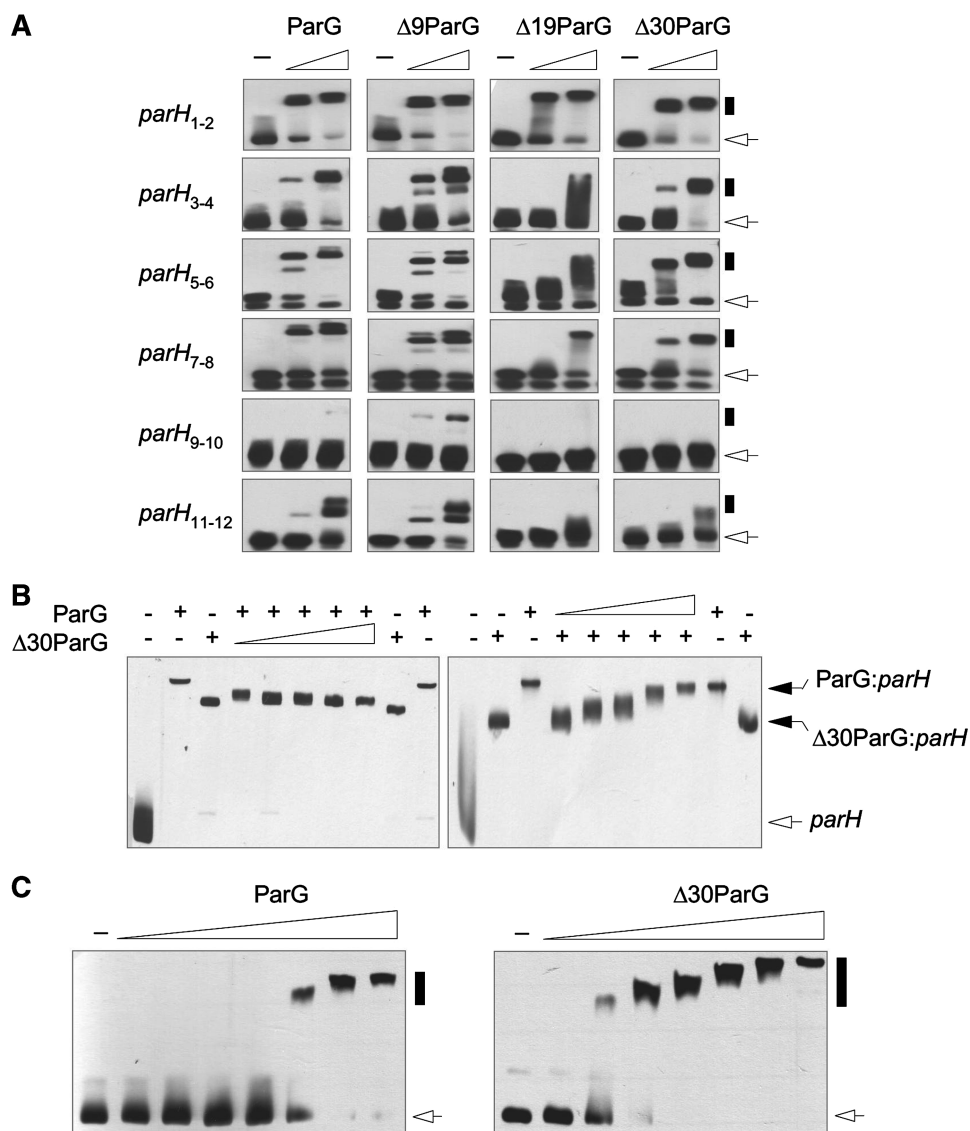 A
ParG Δ9ParG Δ19ParG Δ30ParG
– – – –
parH1-2
parH3-4
parH5-6
parH7-8
parH9-10
parH11-12
B
ParG - + - + + + + + - + - - + + -
Δ30ParG - - + + - - + - + + + + + - +
ParG:parH
Δ30ParG:parH
parH
C
ParG Δ30ParG
– –